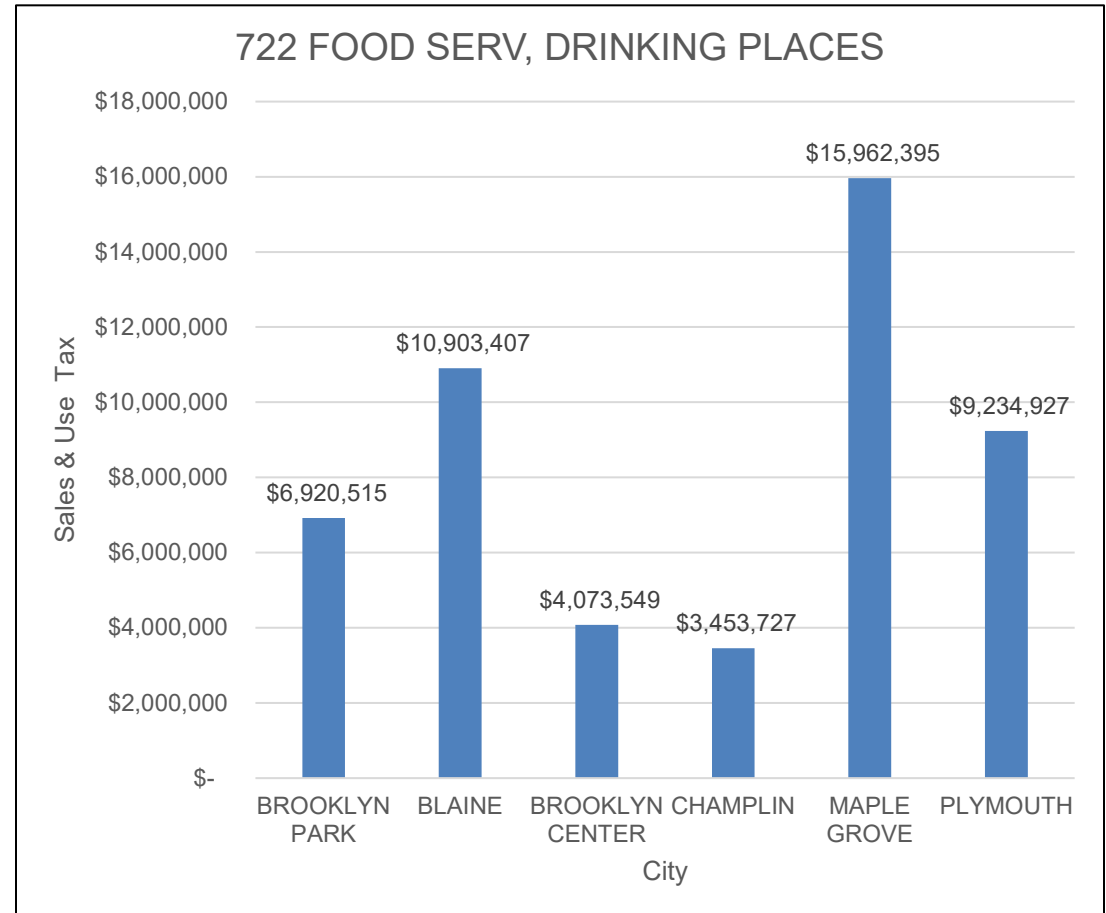 722 FOOD SERV, DRINKING PLACES
$18,000,000
$16,000,000
$14,000,000
$12,000,000
$10,000,000
$8,000,000
$6,000,000
$4,000,000
$2,000,000
$-
Sales & Use Tax
$6,920,515
$10,903,407
$4,073,549
$3,453,727
$15,962,395
$9,234,927
BROOKLYN
PARK
BLAINE
BROOKLYN
CENTER
CHAMPLIN
MAPLE
GROVE
PLYMOUTH
City